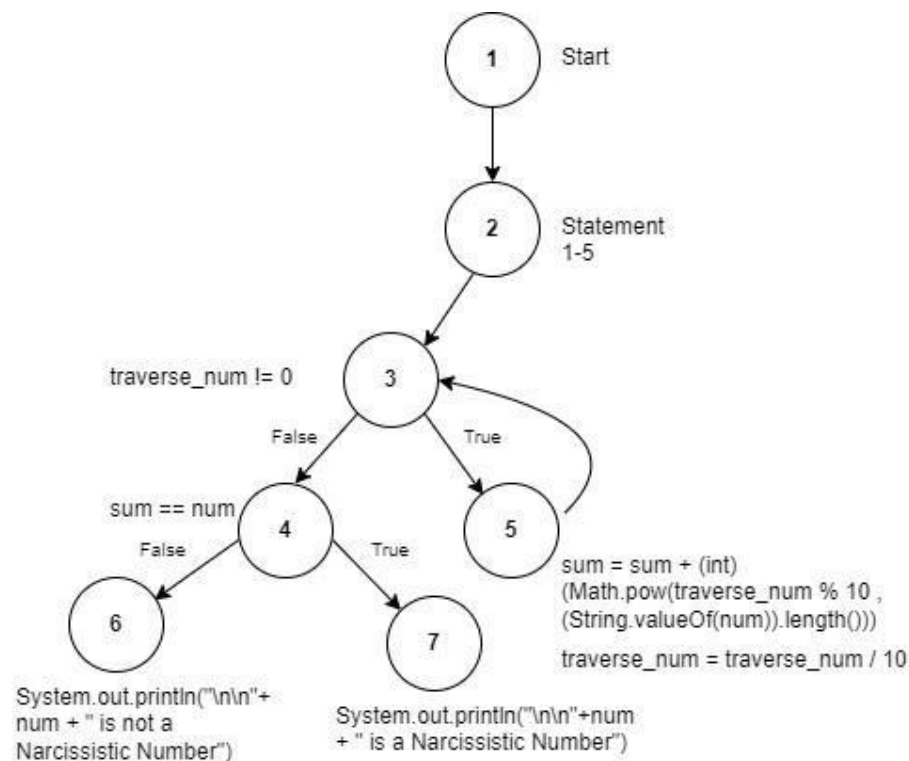 1
Start
2
Statement
1-5
traverse_num != 0
3
False
True
sum == num
4
5
False
True
sum = sum + (int)
(Math.pow(traverse_num % 10 ,
(String.valueOf(num)).length()))
traverse_num = traverse_num / 10
6
7
System.out.println("\n\n"+
num + " is not a
Narcissistic Number")
System.out.println("\n\n"+num
+ " is a Narcissistic Number")